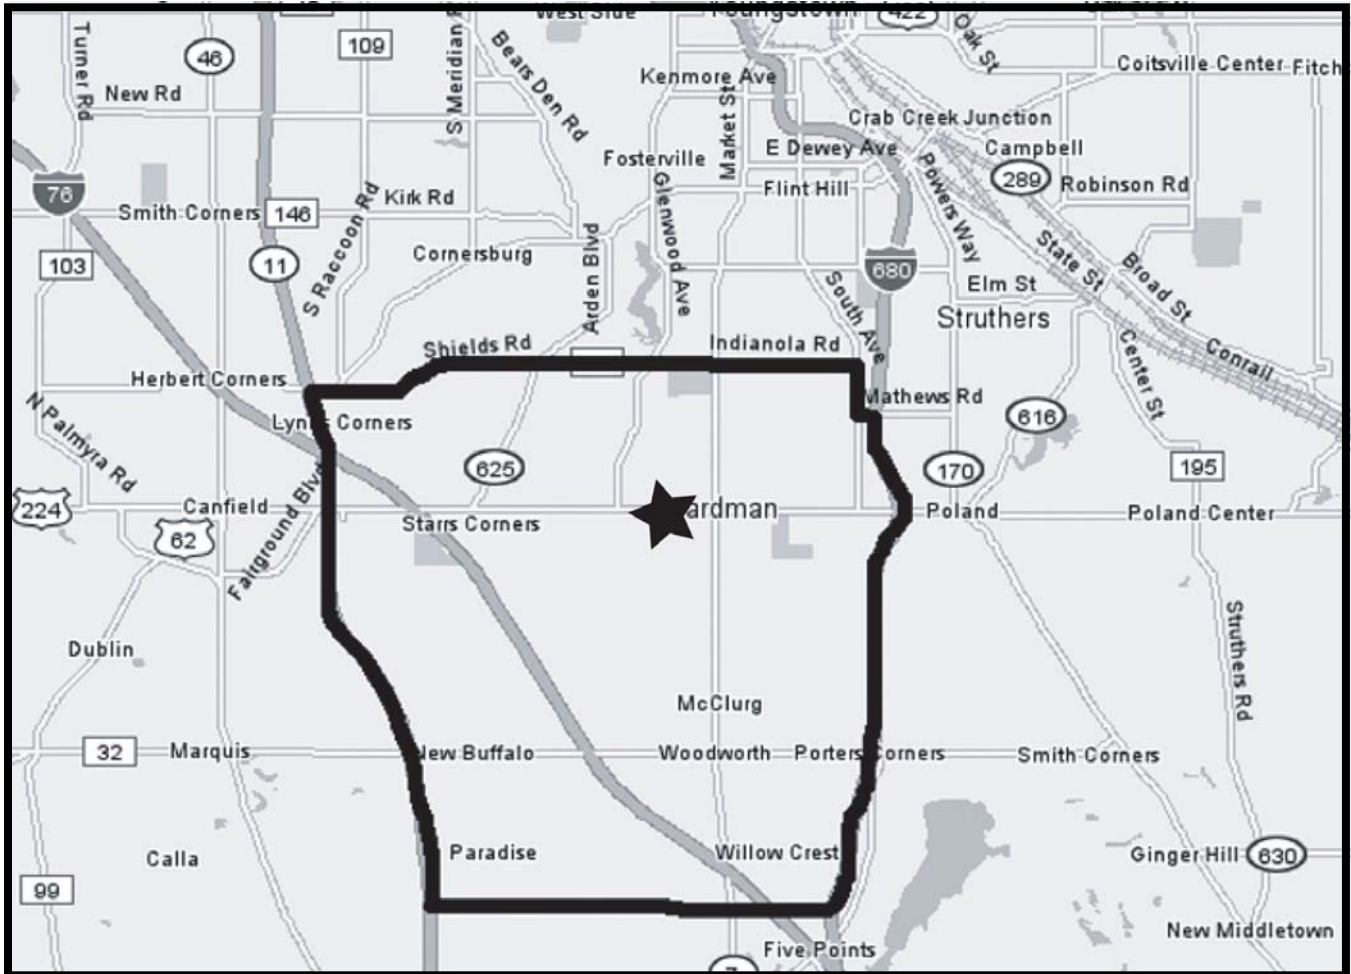 West Side
Youngstown
422
Oak St
Turner Rd
46
109
S Meridian
Bears Den Rd
Kenmore Ave
Market St
Coitsville Center
Fitch
New Rd
Crab Creek Junction
E Dewey Ave
Campbell
Fosterville
76
Flint Hill
Powers Way
289
Robinson Rd
Smith Corners
146
S Raccoon Rd
Kirk Rd
Glenwood Ave
103
11
Cornersburg
Arden Blvd
680
State St
Broad St
Elm St
South Ave
Struthers
Shields Rd
Indianola Rd
Center St
Conrail
Herbert Corners
Mathews Rd
N Palmyra Rd
Corners
616
625
170
195
224
Canfield
Fairground Blvd
Starrs Corners
ardman
Poland
Poland Center
62
Dublin
Struthers Rd
McClurg
32
Marquis
New Buffalo
Woodworth
Porters Corners
Smith Corners
Calla
Paradise
Willow Crest
Ginger Hill
630
99
New Middletown
Five Points
7